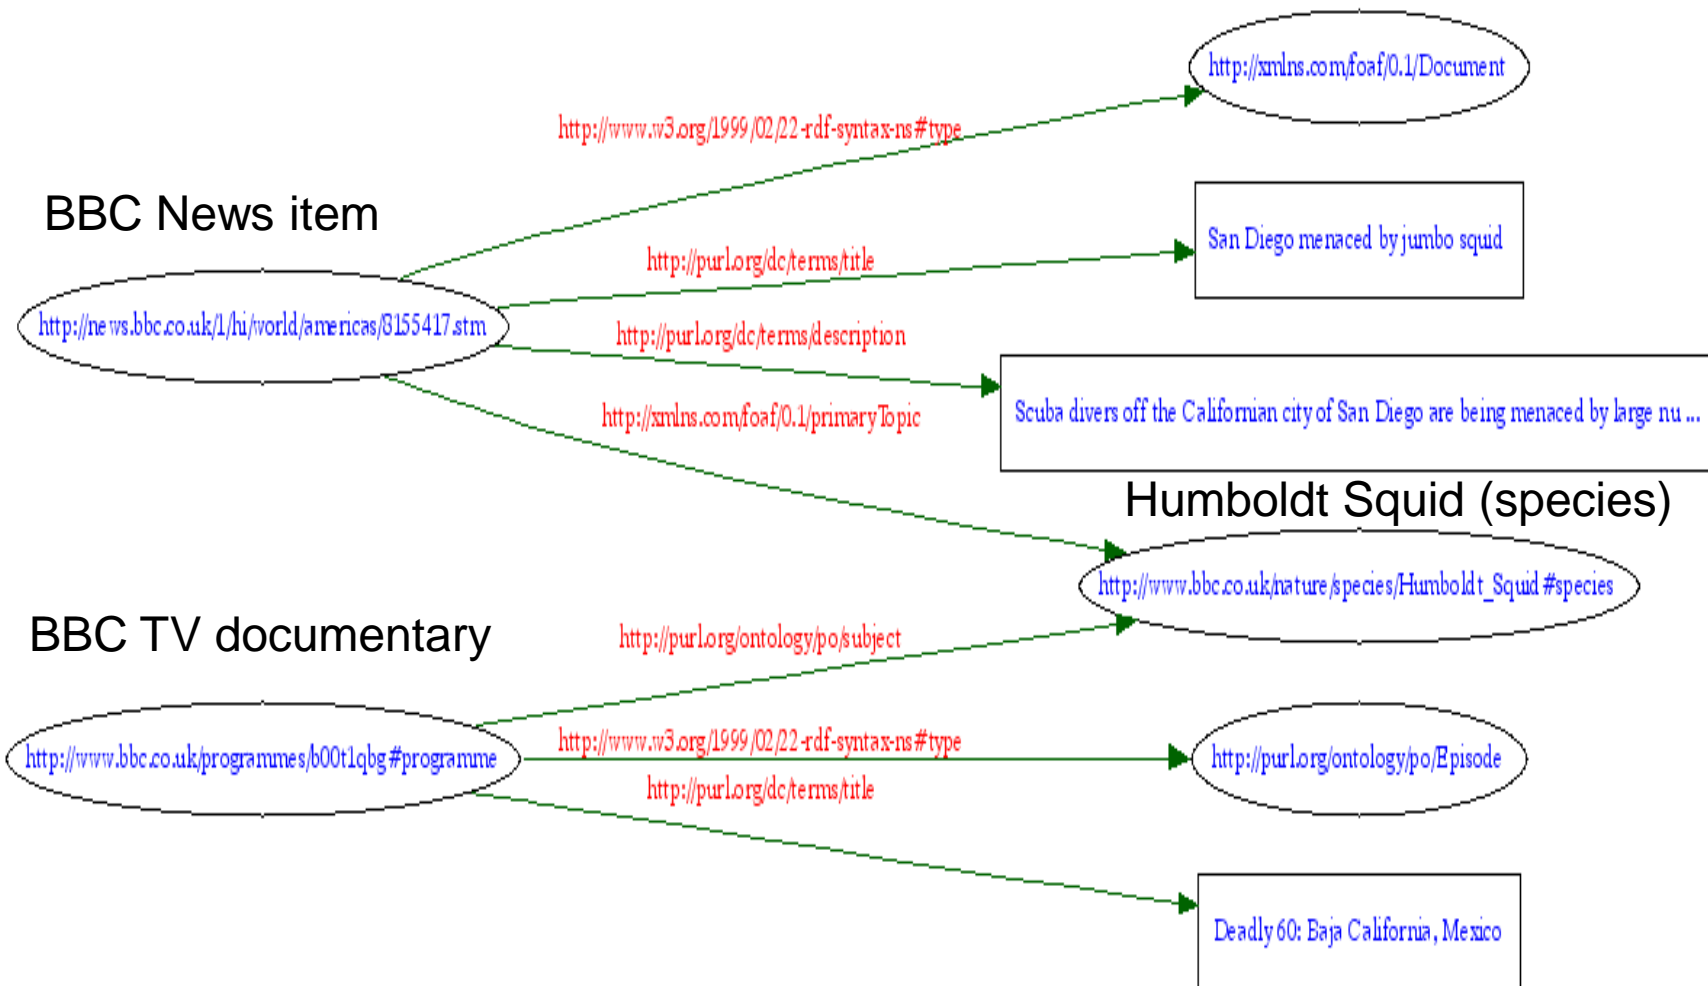 http://xmlns.com/foaf/0.1/Document
http://www.w3.org/1999/02/22-rdf-syntax-ns#type
BBC News item
San Diego menaced by jumbo squid
http://purl.org/dc/terms/title
http://news.bbc.co.uk/1/hi/world/americas/8155417.stm
http://purl.org/dc/terms/description
Scuba divers off the Californian city of San Diego are being menaced by large nu ...
http://xmlns.com/foaf/0.1/primaryTopic
Humboldt Squid (species)
http://www.bbc.co.uk/nature/species/Humboldt_Squid#species
BBC TV documentary
http://purl.org/ontology/po/subject
http://www.w3.org/1999/02/22-rdf-syntax-ns#type
http://www.bbc.co.uk/programmes/b00t1qbg#programme
http://purl.org/ontology/po/Episode
http://purl.org/dc/terms/title
Deadly 60: Baja California, Mexico